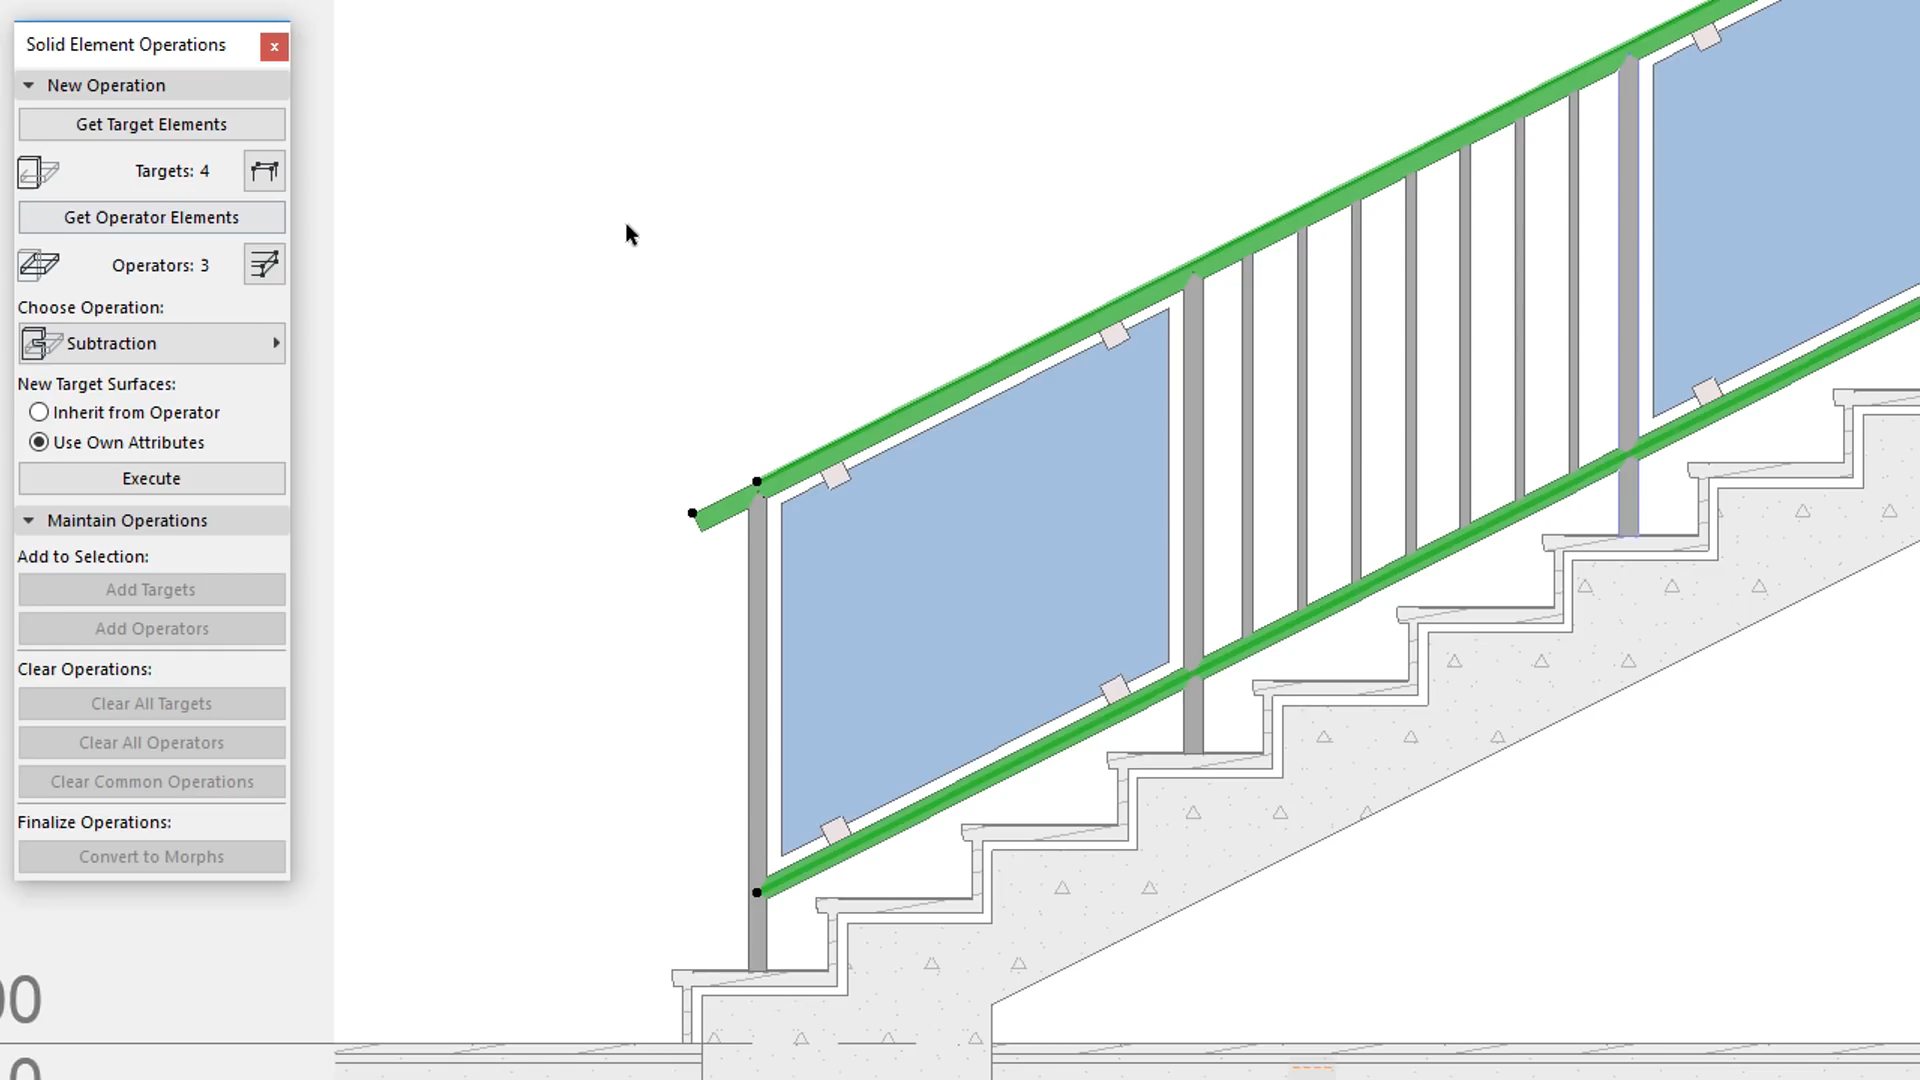 Solid Element Operations
x
New Operation
Get Target Elements
Targets: 4
Get Operator Elements
Operators: 3
Choose Operation:
Subtraction
New Target Surfaces:
Inherit from Operator
Use Own Attributes
Execute
Maintain Operations
Add to Selection:
Add Targets
Add Operators
Clear Operations:
Clear All Targets
Clear All Operators
Clear Common Operations
Finalize Operations:
Convert to Morphs